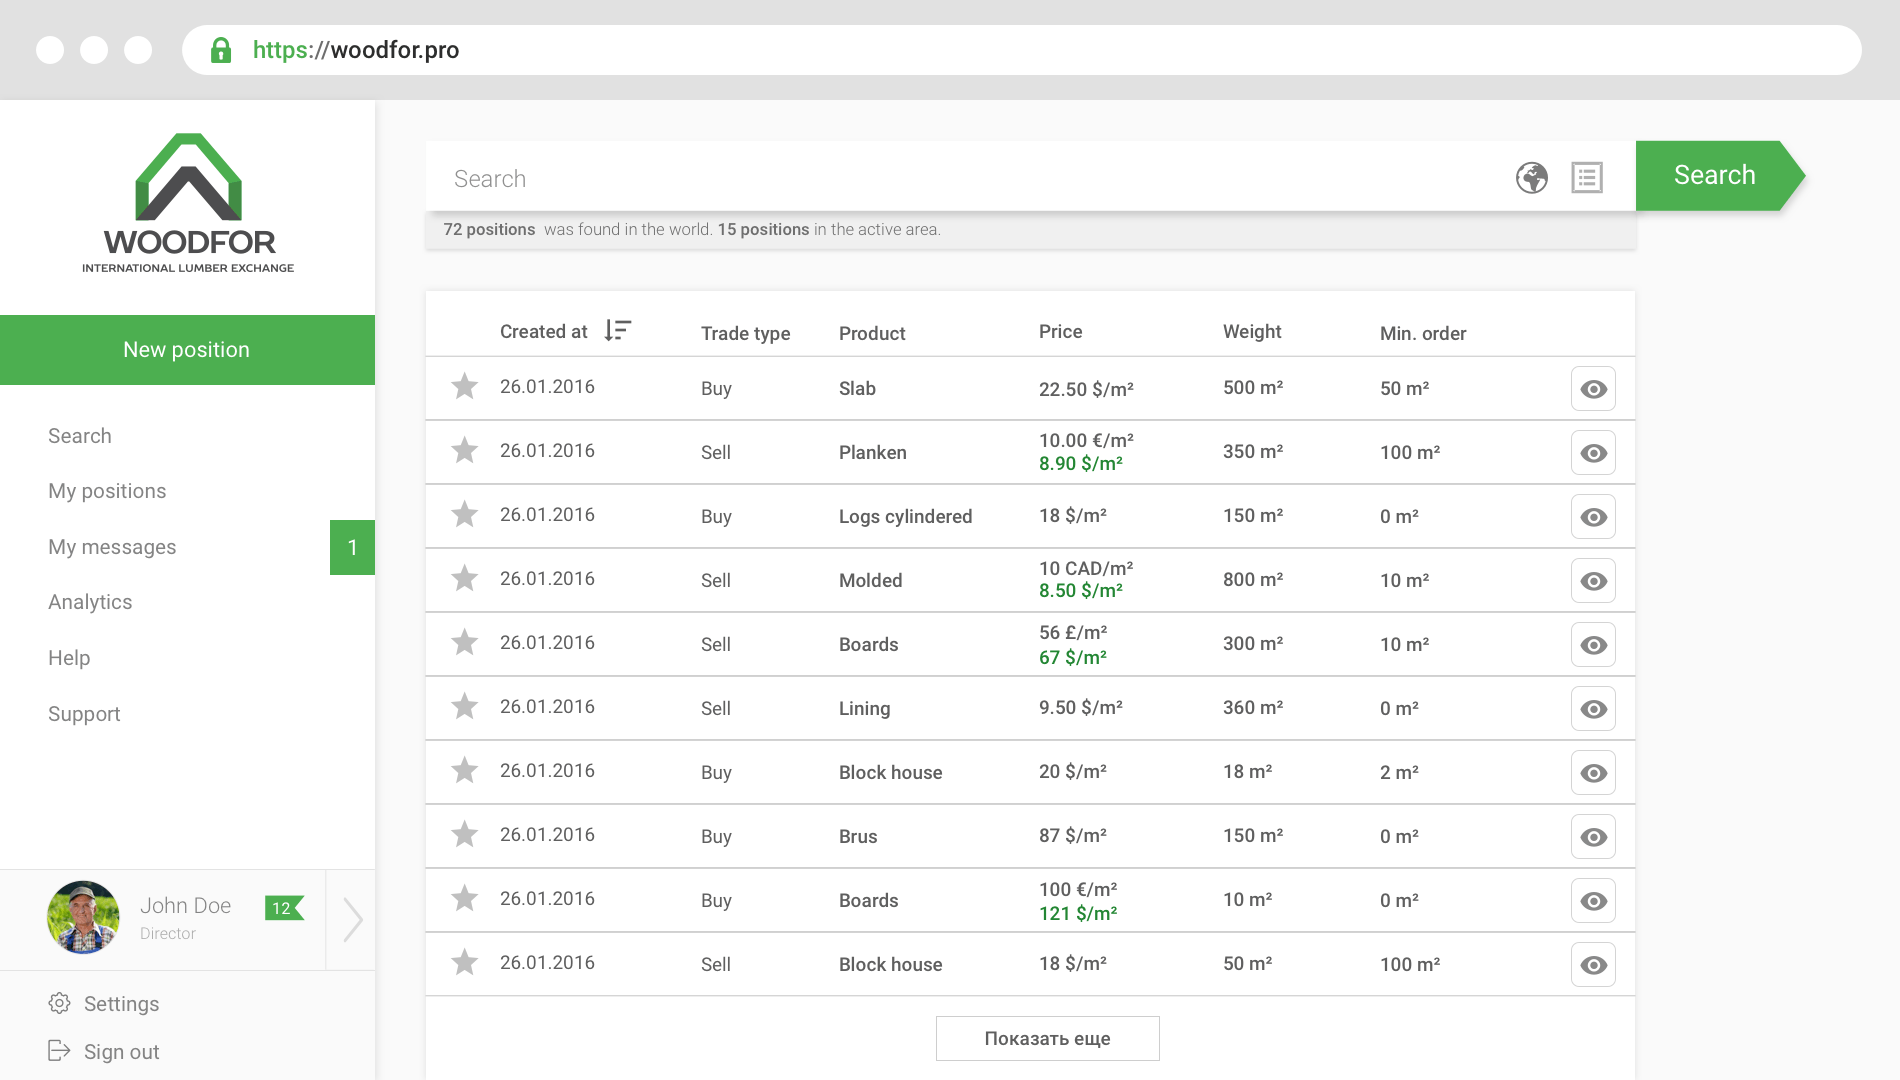 https://woodfor.pro
WOODFOR
INTERNATIONAL LUMBER EXCHANGE
New position
Search
My positions
My messages 1
Analytics
Help
Support
John Doe 12
Director
Settings
Sign out
Search Search
72 positions was found in the world. 15 positions in the active area.
Created at Trade type Product Price Weight Min. order
26.01.2016 Buy Slab 22.50 $/m² 500 m² 50 m²
26.01.2016 Sell Planken 10.00 €/m² 350 m² 100 m²
8.90 $/m²
26.01.2016 Buy Logs cylindered 18 $/m² 150 m² 0 m²
26.01.2016 Sell Molded 10 CAD/m² 800 m² 10 m²
8.50 $/m²
26.01.2016 Sell Boards 56 £/m² 300 m² 10 m²
67 $/m²
26.01.2016 Sell Lining 9.50 $/m² 360 m² 0 m²
26.01.2016 Buy Block house 20 $/m² 18 m² 2 m²
26.01.2016 Buy Brus 87 $/m² 150 m² 0 m²
26.01.2016 Buy Boards 100 €/m² 10 m² 0 m²
121 $/m²
26.01.2016 Sell Block house 18 $/m² 50 m² 100 m²
Показать еще